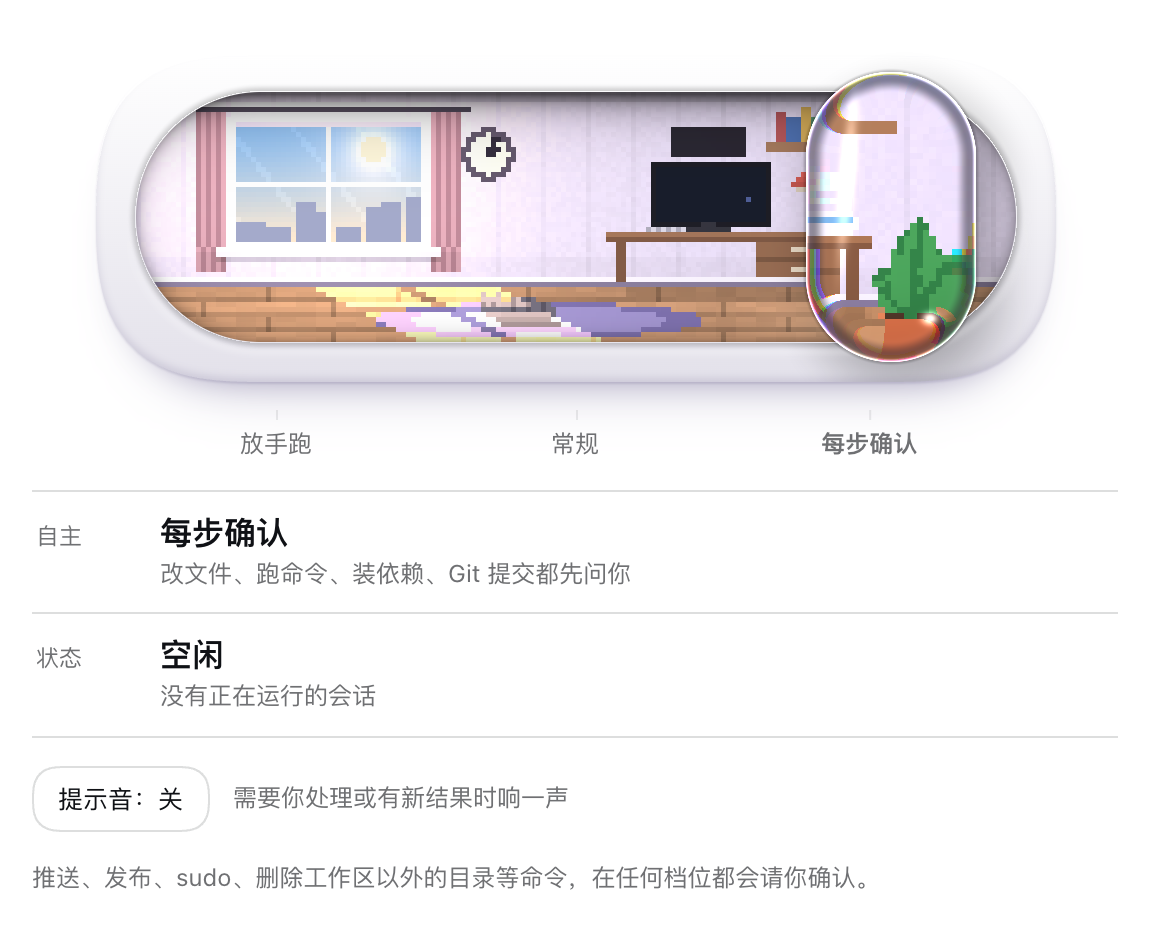 放手跑
常规
每步确认
自主
每步确认
改文件、跑命令、装依赖、Git 提交都先问你
状态
空闲
没有正在运行的会话
提示音：关
需要你处理或有新结果时响一声
推送、发布、sudo、删除工作区以外的目录等命令，在任何档位都会请你确认。